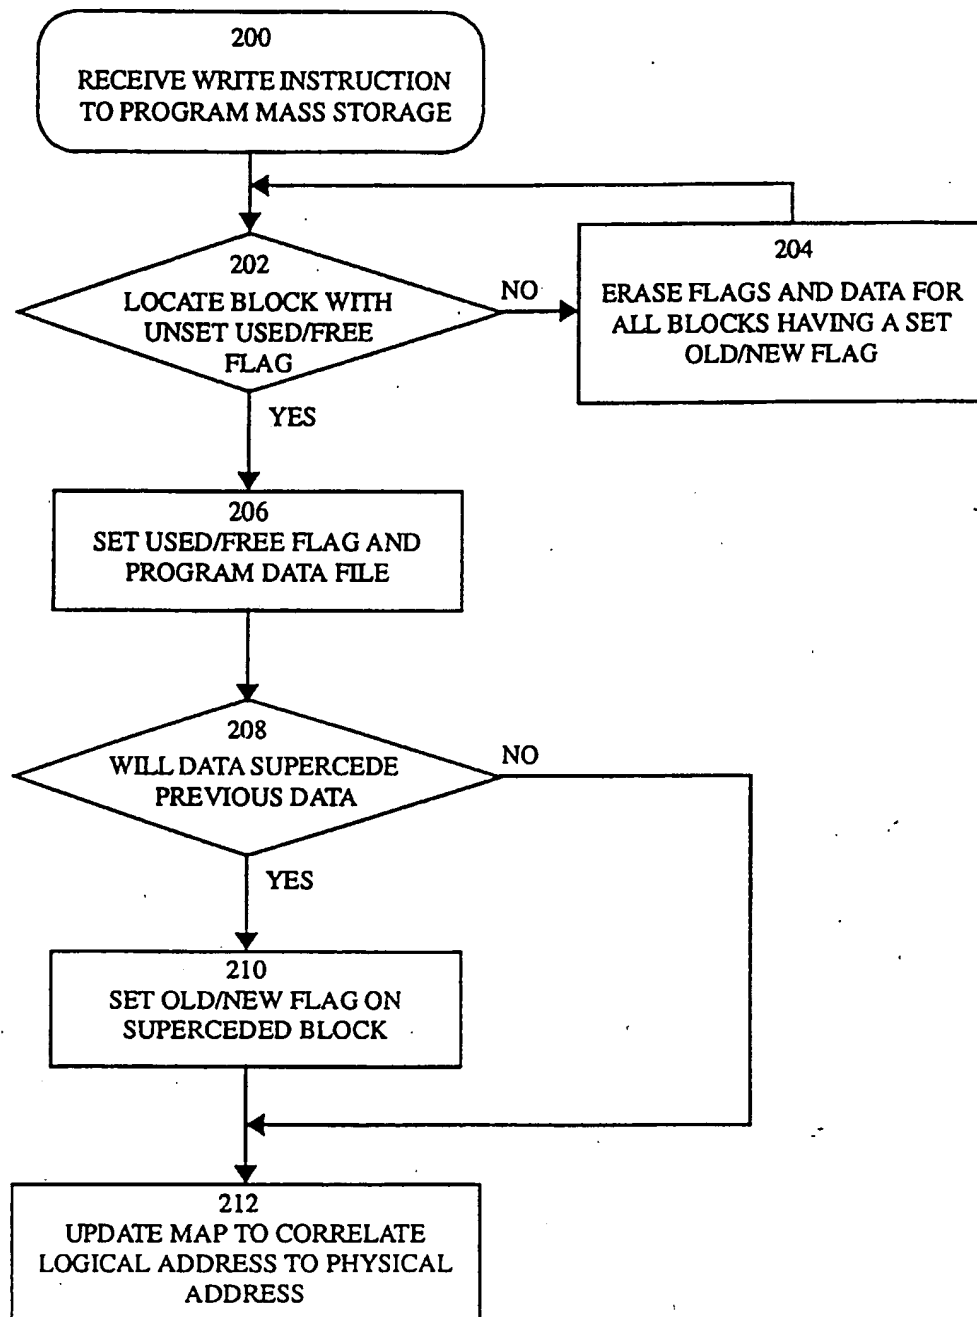 200
RECEIVE WRITE INSTRUCTION
TO PROGRAM MASS STORAGE
202
LOCATE BLOCK WITH
UNSET USED/FREE
FLAG
NO
204
ERASE FLAGS AND DATA FOR
ALL BLOCKS HAVING A SET
OLD/NEW FLAG
YES
206
SET USED/FREE FLAG AND
PROGRAM DATA FILE
208
WILL DATA SUPERCEDE
PREVIOUS DATA
NO
YES
210
SET OLD/NEW FLAG ON
SUPERCEDED BLOCK
212
UPDATE MAP TO CORRELATE
LOGICAL ADDRESS TO PHYSICAL
ADDRESS